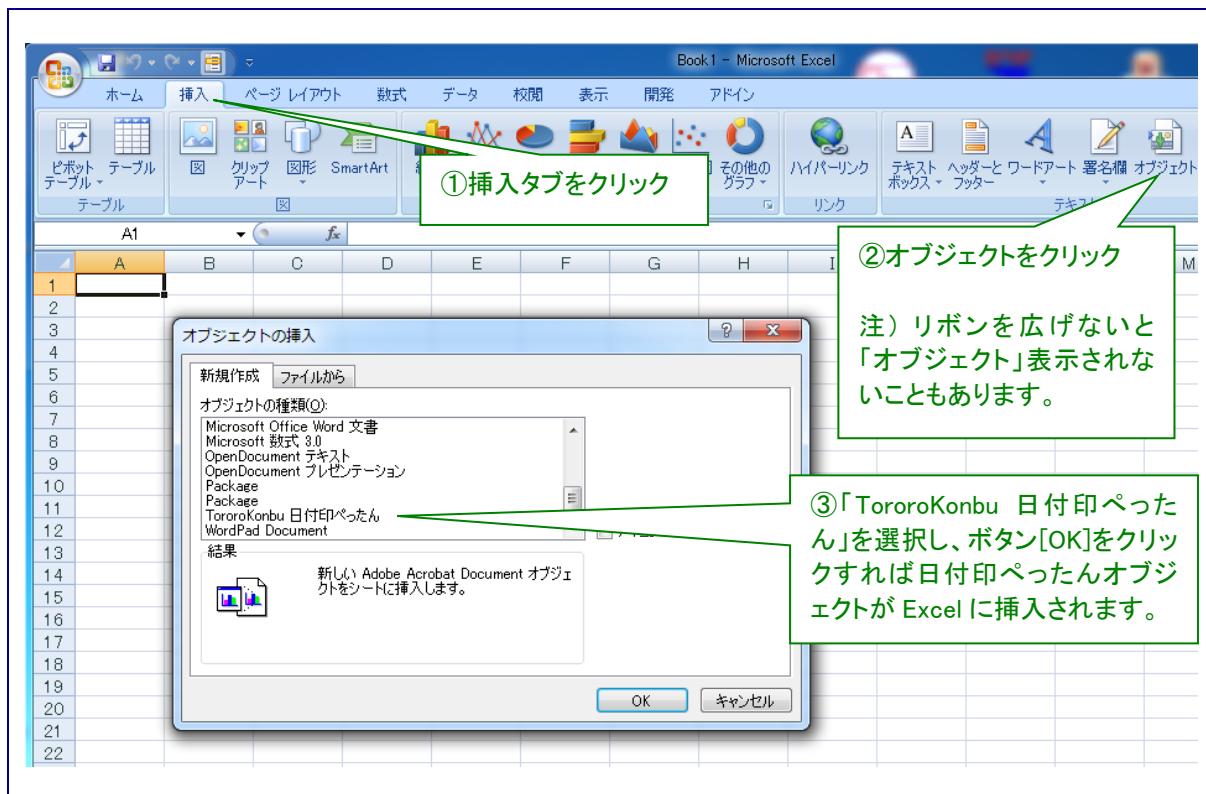 Book1 - Microsoft Excel
ホーム 挿入 ページ レイアウト 数式 データ 校閲 表示 開発 アドイン
ピボットテーブル テーブル 図 クリップアート 図形 SmartArt その他のグラフ ハイパーリンク テキストボックス ヘッダーとフッター ワードアート 署名欄 オブジェクト
テーブル 図 リンク
①挿入タブをクリック
A1 fx
A B C D E F G H I M
②オブジェクトをクリック
注）リボンを広げないと
「オブジェクト」表示されな
いこともあります。
1
2
3
4
5
6
7
8
9
10
11
12
13
14
15
16
17
18
19
20
21
22
オブジェクトの挿入
新規作成 ファイルから
オブジェクトの種類(O):
Microsoft Office Word 文書
Microsoft 数式 3.0
OpenDocument テキスト
OpenDocument プレゼンテーション
Package
Package
TororoKonbu 日付印ぺったん
WordPad Document
結果
新しい Adobe Acrobat Document オブジェ
クトをシートに挿入します。
OK キャンセル
③「TororoKonbu 日付印ぺった
ん」を選択し、ボタン[OK]をクリッ
クすれば日付印ぺったんオブジ
ェクトが Excel に挿入されます。